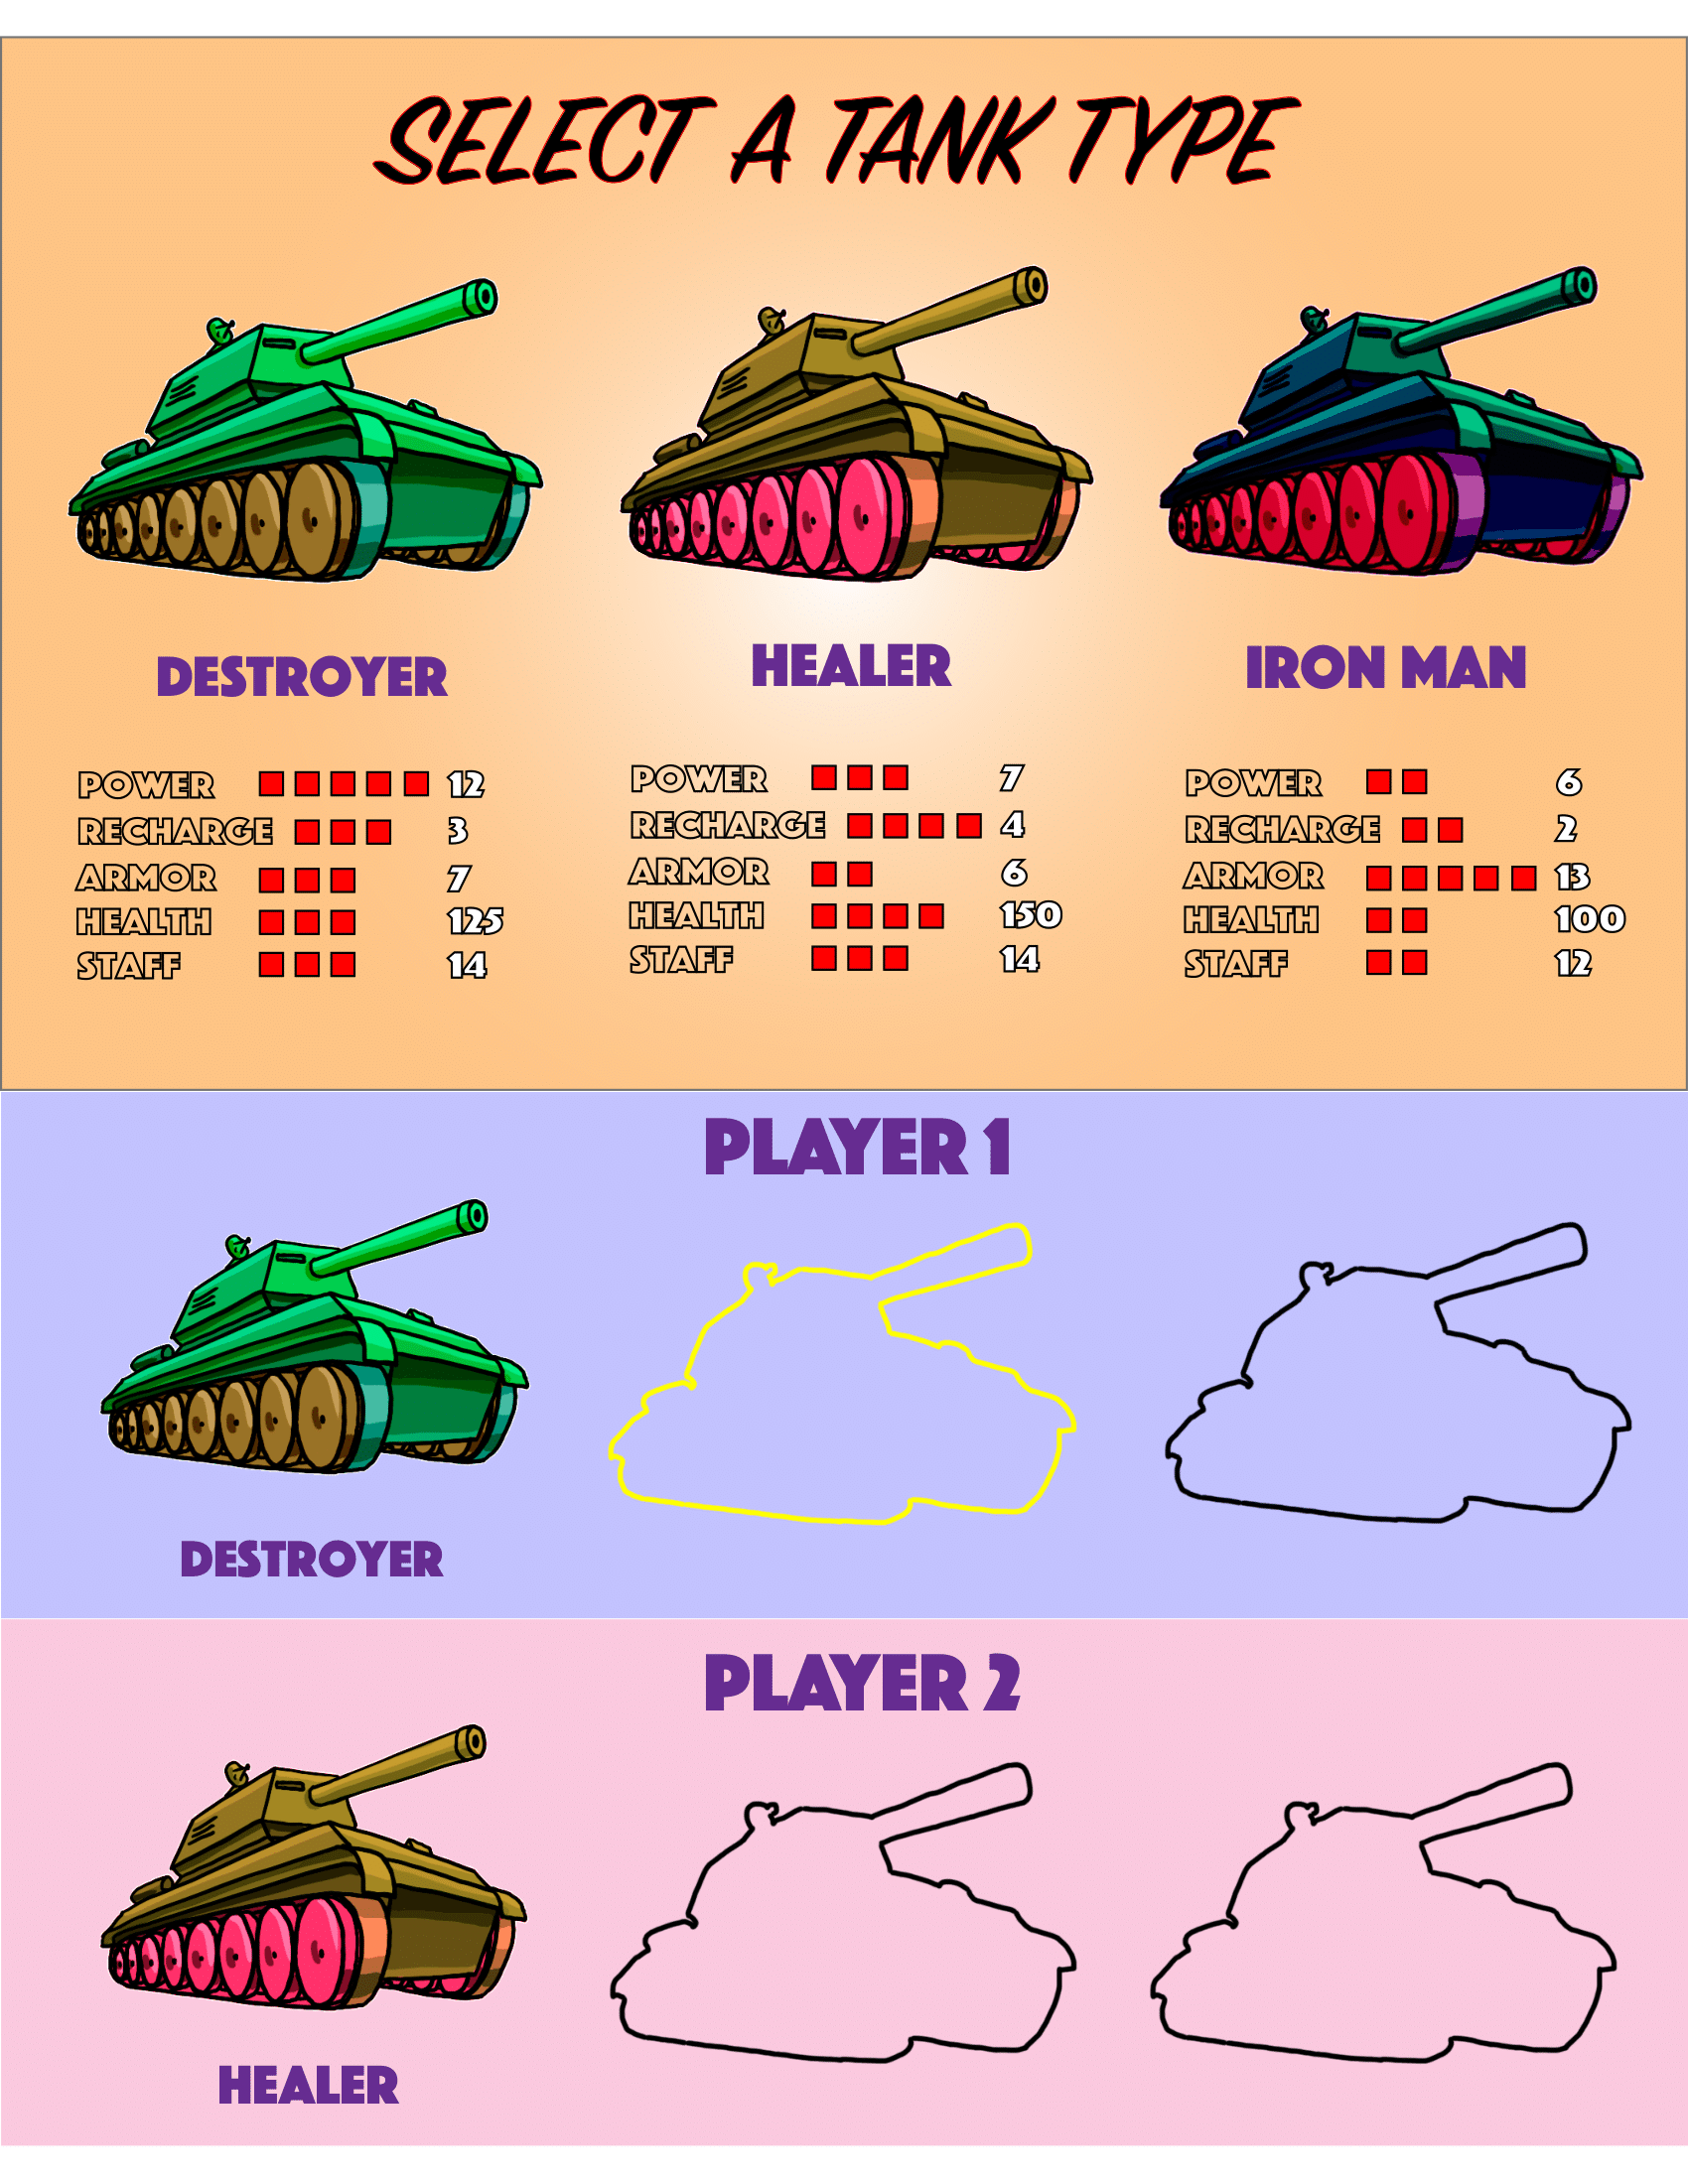 SELECT A TANK TYPE
DESTROYER
POWER 12
RECHARGE 3
ARMOR 7
HEALTH 125
STAFF 14
HEALER
POWER 7
RECHARGE 4
ARMOR 6
HEALTH 150
STAFF 14
IRON MAN
POWER 6
RECHARGE 2
ARMOR 13
HEALTH 100
STAFF 12
PLAYER 1
DESTROYER
PLAYER 2
HEALER